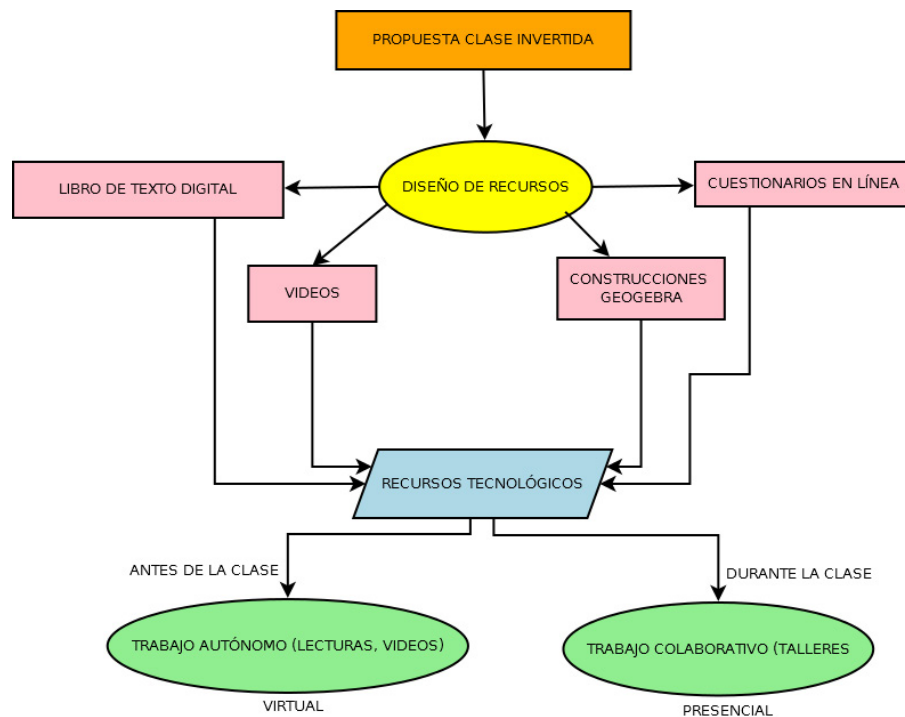 PROPUESTA CLASE INVERTIDA
LIBRO DE TEXTO DIGITAL
DISEÑO DE RECURSOS
CUESTIONARIOS EN LÍNEA
VIDEOS
CONSTRUCCIONES
GEOGEBRA
RECURSOS TECNOLÓGICOS
ANTES DE LA CLASE
DURANTE LA CLASE
TRABAJO AUTÓNOMO (LECTURAS, VIDEOS)
TRABAJO COLABORATIVO (TALLERES
VIRTUAL
PRESENCIAL